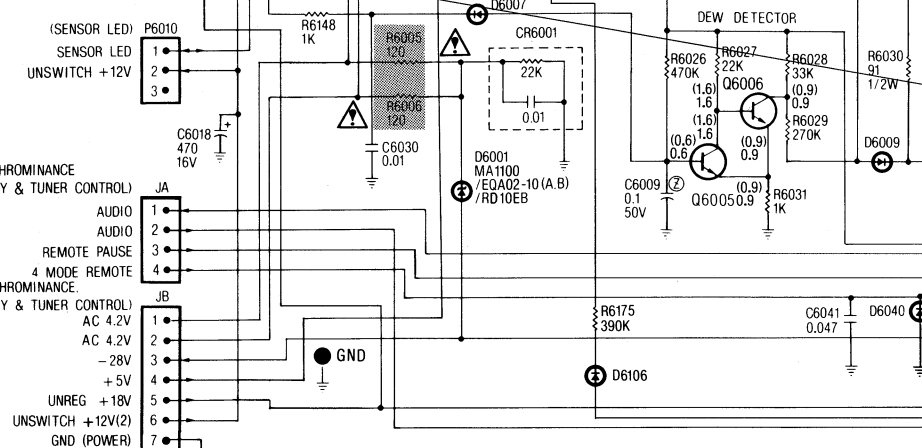 (SENSOR LED) P6010
SENSOR LED 1
UNSWITCH +12V 2
3
C6018
470
16V
+
HROMINANCE
Y & TUNER CONTROL) JA
AUDIO 1
AUDIO 2
REMOTE PAUSE 3
4 MODE REMOTE 4
HROMINANCE.
Y & TUNER CONTROL) JB
AC 4.2V 1
AC 4.2V 2
-28V 3
+5V 4
UNREG +18V 5
UNSWITCH +12V(2) 6
GND (POWER) 7
R6148
1K
R6005
120
R6006
120
!
!
C6030
0.01
D6007
CR6001
22K
0.01
D6001
MA1100
/EQA02-10(A.B)
/RD10EB
GND
R6175
390K
D6106
DEW DETECTOR
R6026
470K
R6027
22K
R6028
33K
Q6006
(1.6)
1.6
(0.9)
0.9
R6029
270K
(1.6)
1.6
(0.6)
0.6
(0.9)
0.9
C6009
0.1
50V
Z
Q6005
(0.9)
0.9
R6031
1K
R6030
91
1/2W
D6009
C6041
0.047
D6040